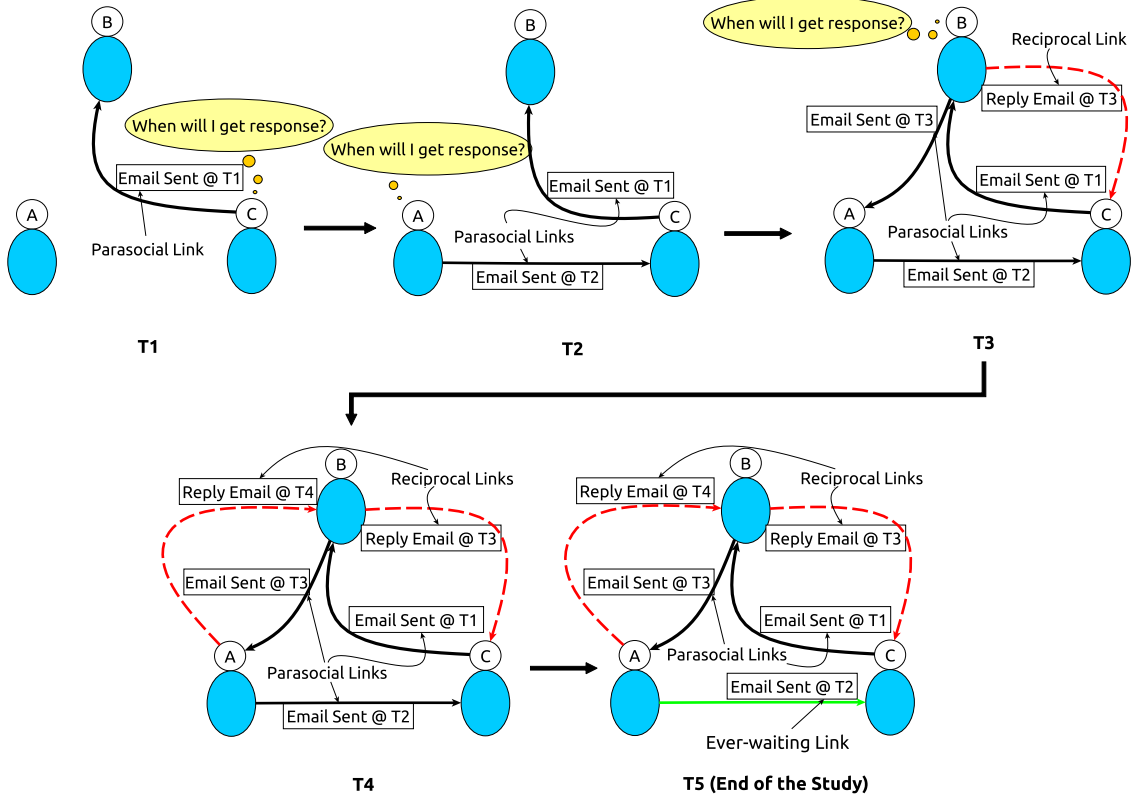 B
When will I get response?
Email Sent @ T1
A
C
Parasocial Link
T1
B
When will I get response?
Email Sent @ T1
A
C
Parasocial Links
Email Sent @ T2
T2
When will I get response?
B
Reciprocal Link
Reply Email @ T3
Email Sent @ T3
Email Sent @ T1
A
C
Parasocial Links
Email Sent @ T2
T3
B
Reciprocal Links
Reply Email @ T4
Reply Email @ T3
Email Sent @ T3
Email Sent @ T1
A
C
Parasocial Links
Email Sent @ T2
T4
B
Reciprocal Links
Reply Email @ T4
Reply Email @ T3
Email Sent @ T3
Email Sent @ T1
A
C
Parasocial Links
Email Sent @ T2
Ever-waiting Link
T5 (End of the Study)